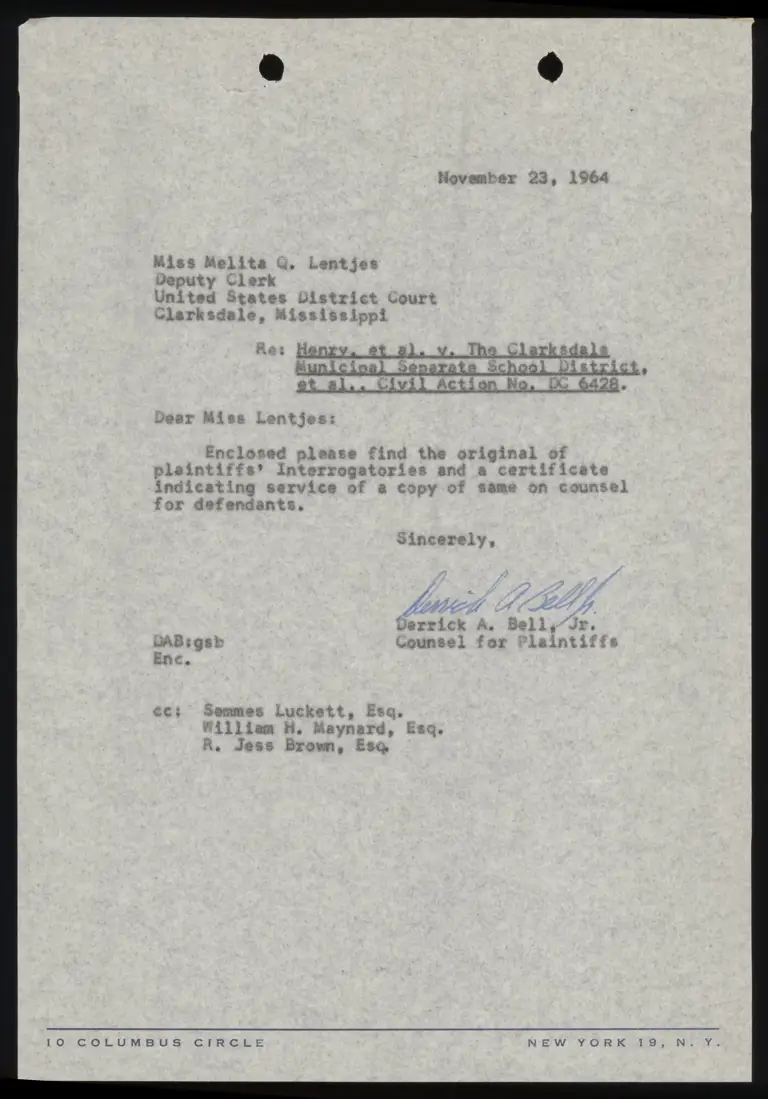 November 23, 1964
Miss Melita Q. Lentjes
Deputy Clerk
United States District Court
Clarksdale, Mississippi
Re: Henry, et al. v. The Clarksdale
Municipal Separate School District,
et al., Civil Action No. DC 6428.
Dear Miss Lentjes:
Enclosed please find the original of
plaintiffs' Interrogatories and a certificate
indicating service of a copy of same on counsel
for defendants.
Sincerely,
Derrick A Bell Jr.
Derrick A. Bell, Jr.
Counsel for Plaintiffs
DAB:gsb
Enc.
cc: Semmes Luckett, Esq.
William H. Maynard, Esq.
R. Jess Brown, Esq.
10 COLUMBUS CIRCLE NEW YORK 19, N. Y.